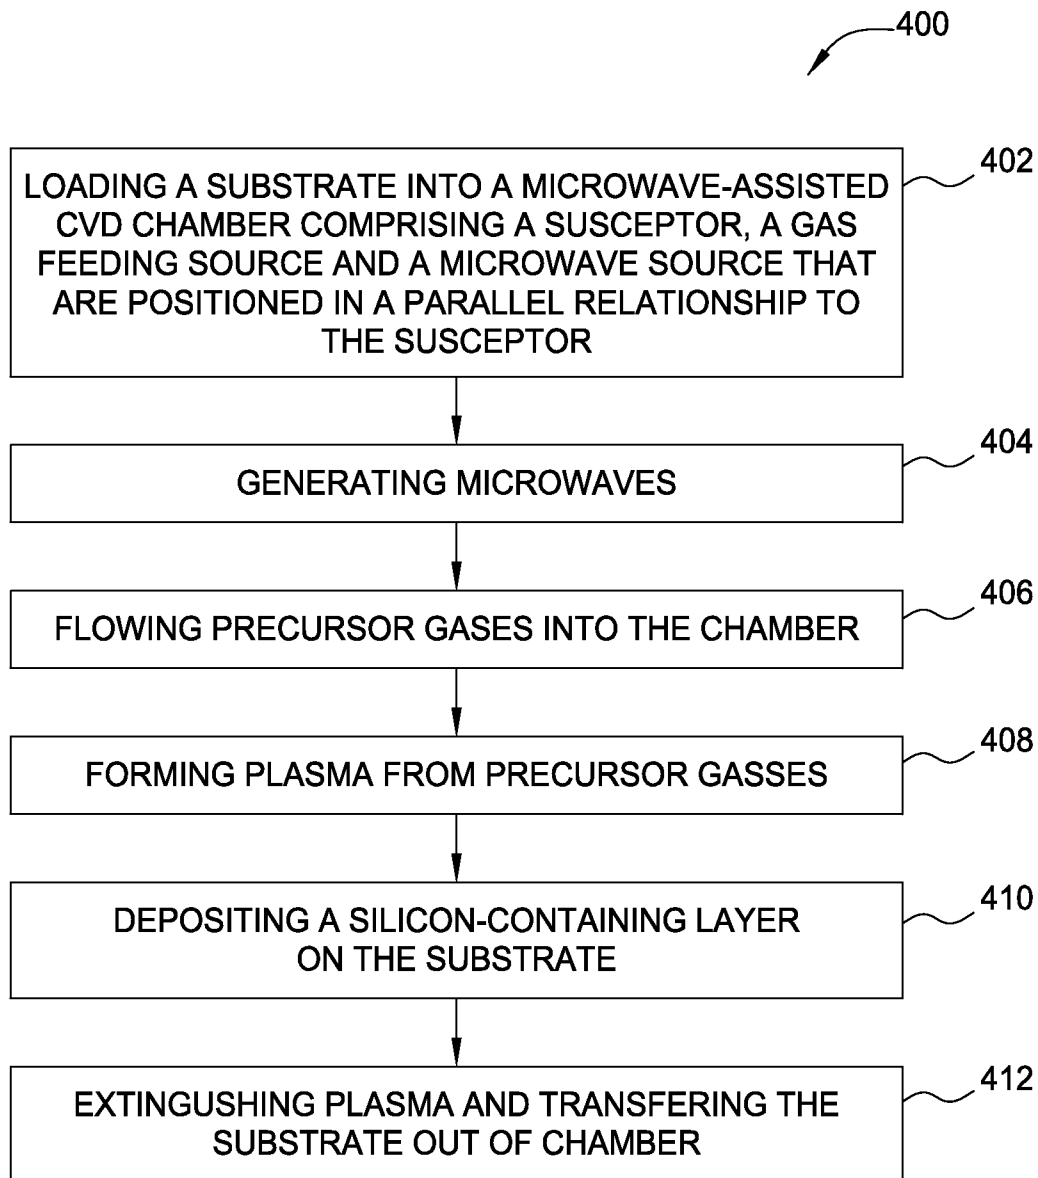 400
402
LOADING A SUBSTRATE INTO A MICROWAVE-ASSISTED
CVD CHAMBER COMPRISING A SUSCEPTOR, A GAS
FEEDING SOURCE AND A MICROWAVE SOURCE THAT
ARE POSITIONED IN A PARALLEL RELATIONSHIP TO
THE SUSCEPTOR
404
GENERATING MICROWAVES
406
FLOWING PRECURSOR GASES INTO THE CHAMBER
408
FORMING PLASMA FROM PRECURSOR GASSES
410
DEPOSITING A SILICON-CONTAINING LAYER
ON THE SUBSTRATE
412
EXTINGUSHING PLASMA AND TRANSFERING THE
SUBSTRATE OUT OF CHAMBER